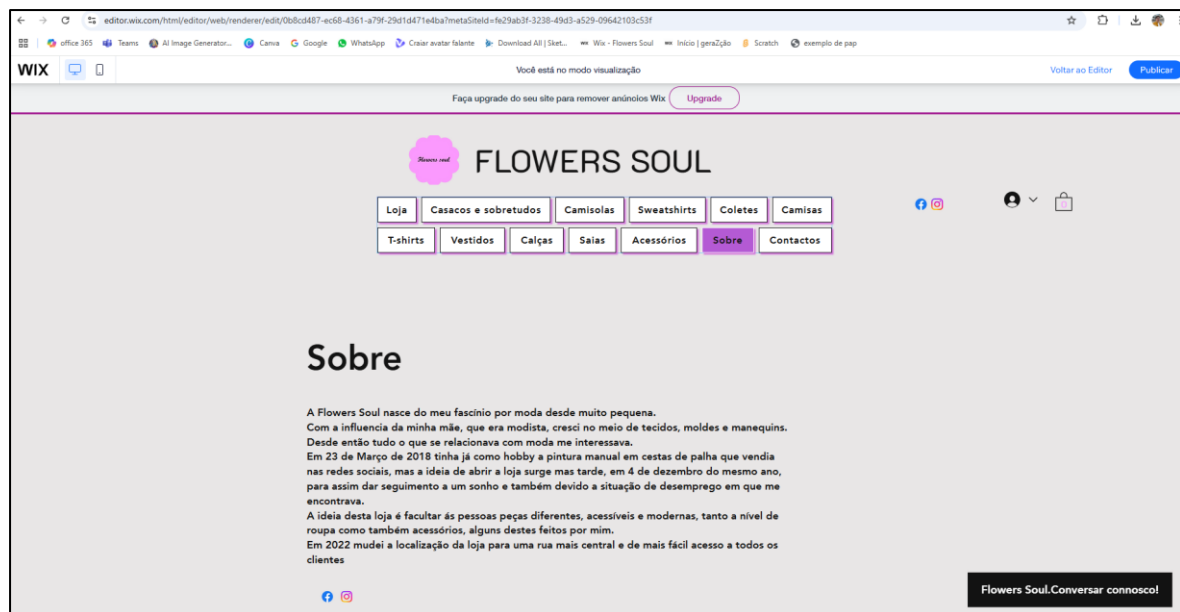 editor.wix.com/html/editor/web/renderer/edit/0b8cd487-ec68-4361-a79f-29d1d471e4ba?metaSiteId=fe29ab3f-3238-49d3-a529-09642103c53f
office 365 Teams AI Image Generator... Canva Google WhatsApp Craiar avatar falante Download All | Sket... Wix - Flowers Soul Início | geraZção Scratch exemplo de pap
WIX Você está no modo visualização Voltar ao Editor Publicar
Faça upgrade do seu site para remover anúncios Wix Upgrade
Flowers soul FLOWERS SOUL
Loja Casacos e sobretudos Camisolas Sweatshirts Coletes Camisas
0
T-shirts Vestidos Calças Saias Acessórios Sobre Contactos
Sobre
A Flowers Soul nasce do meu fascínio por moda desde muito pequena.
Com a influencia da minha mãe, que era modista, cresci no meio de tecidos, moldes e manequins.
Desde então tudo o que se relacionava com moda me interessava.
Em 23 de Março de 2018 tinha já como hobby a pintura manual em cestas de palha que vendia
nas redes sociais, mas a ideia de abrir a loja surge mas tarde, em 4 de dezembro do mesmo ano,
para assim dar seguimento a um sonho e também devido a situação de desemprego em que me
encontrava.
A ideia desta loja é facultar ás pessoas peças diferentes, acessíveis e modernas, tanto a nível de
roupa como também acessórios, alguns destes feitos por mim.
Em 2022 mudei a localização da loja para uma rua mais central e de mais fácil acesso a todos os
clientes
Flowers Soul.Conversar connosco!